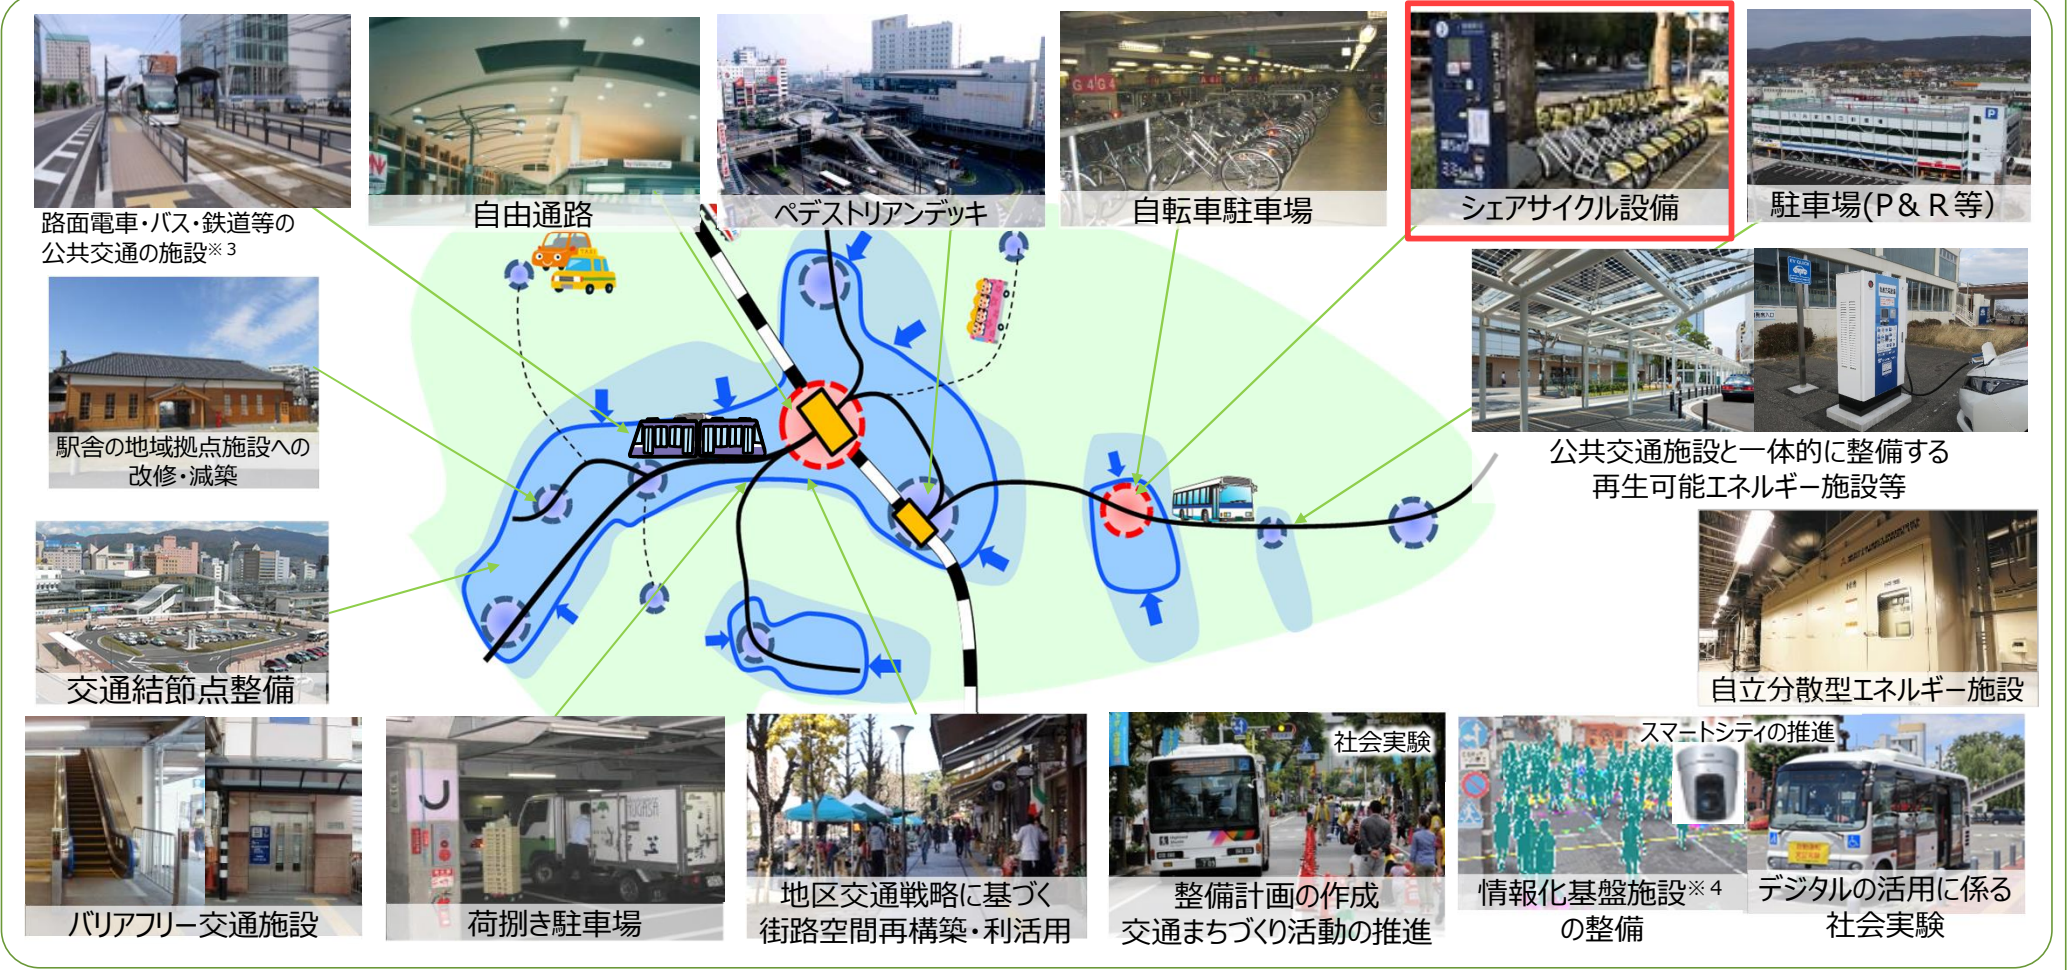 自由通路
ペデストリアンデッキ
自転車駐車場
シェアサイクル設備
駐車場(P&R等)
路面電車・バス・鉄道等の
公共交通の施設※3
駅舎の地域拠点施設への
改修・減築
公共交通施設と一体的に整備する
再生可能エネルギー施設等
交通結節点整備
自立分散型エネルギー施設
バリアフリー交通施設
荷捌き駐車場
地区交通戦略に基づく
街路空間再構築・利活用
社会実験
整備計画の作成
交通まちづくり活動の推進
スマートシティの推進
情報化基盤施設※4
の整備
デジタルの活用に係る
社会実験
G4
G4
P
TAXI